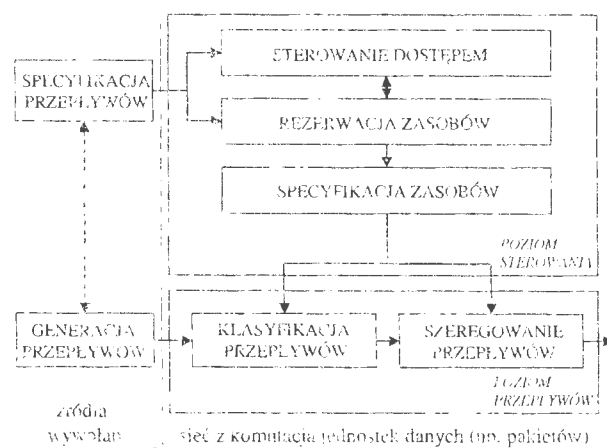 STEROWANIE DOSTĘPEM
SPECYFIKACJA
PRZEPŁYWÓW
REZERWACJA ZASOBÓW
SPECYFIKACJA ZASOBÓW
POZIOM
STEROWANIA
GENERACJA
PRZEPŁYWÓW
KLASYFIKACJA
PRZEPŁYWÓW
SZEREGOWANIE
PRZEPŁYWÓW
POZIOM
PRZEPŁYWÓW
źródła
wywołań
sieć z komutacją jednostek danych (np. pakietów)